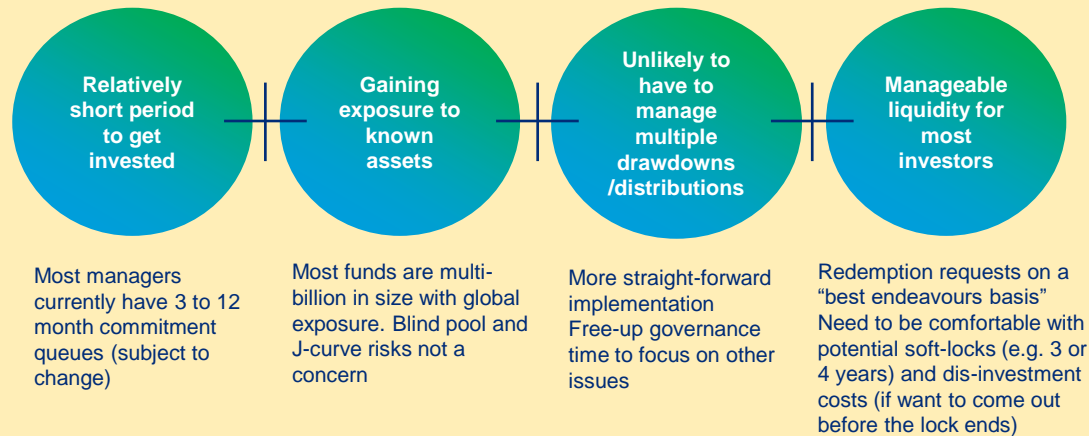 Relatively
short period
to get
invested
Gaining
exposure to
known
assets
Unlikely to
have to
manage
multiple
drawdowns
/distributions
Manageable
liquidity for
most
investors
Most managers
currently have 3 to 12
month commitment
queues (subject to
change)
Most funds are multi-
billion in size with global
exposure. Blind pool and
J-curve risks not a
concern
More straight-forward
implementation
Free-up governance
time to focus on other
issues
Redemption requests on a
“best endeavours basis”
Need to be comfortable with
potential soft-locks (e.g. 3 or
4 years) and dis-investment
costs (if want to come out
before the lock ends)